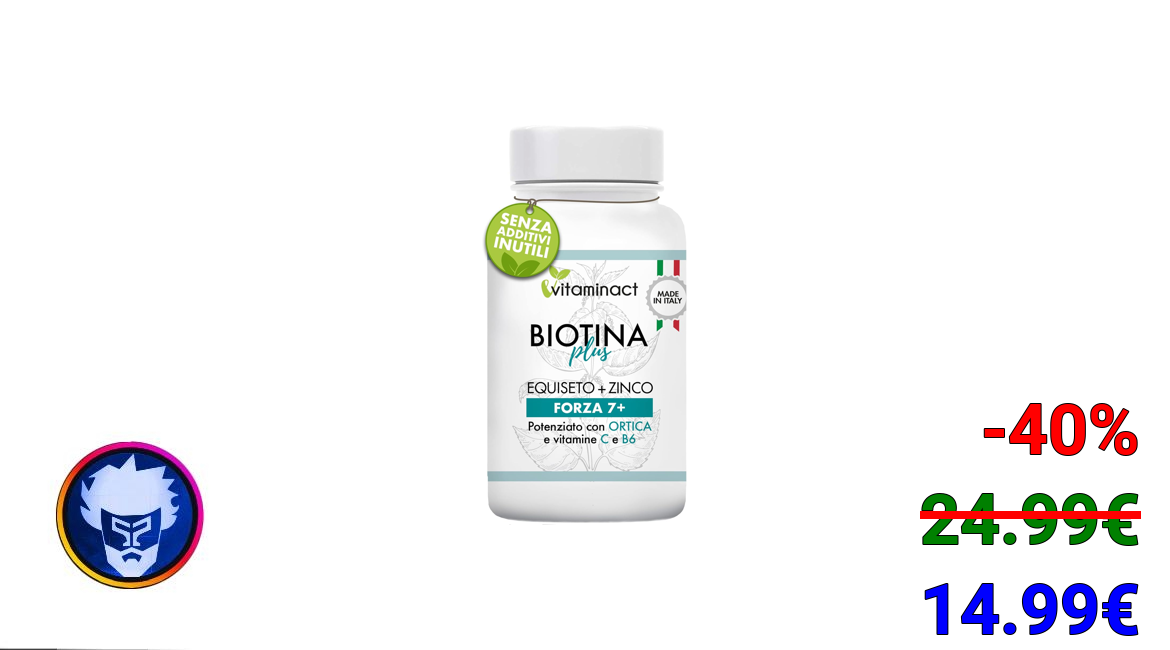 SENZA
ADDITIVI
INUTILI
vitaminact
MADE
IN ITALY
BIOTINA
plus
EQUISETO + ZINCO
FORZA 7+
Potenziato con ORTICA
e vitamine C e B6
-40%
24.99€
14.99€